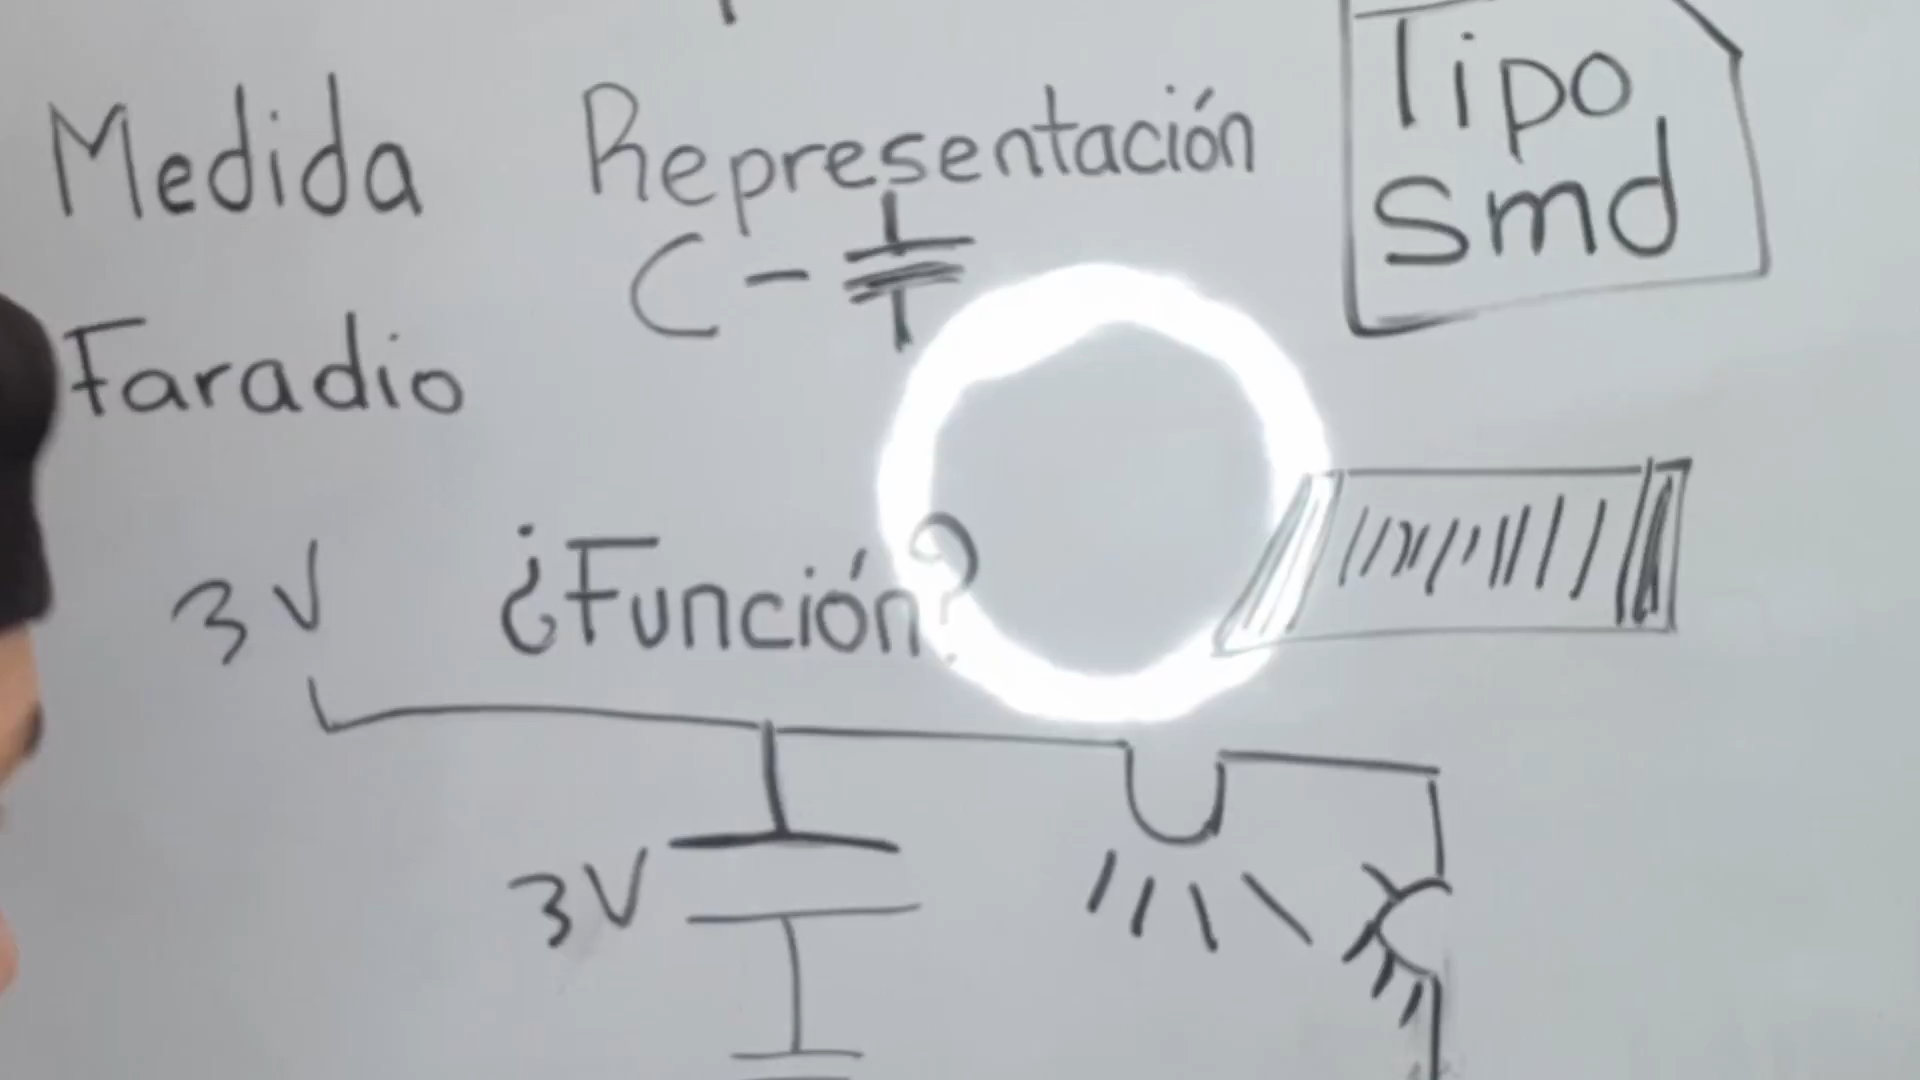 Medida
Faradio
Representación
C -
Tipo
Smd
3V
¿Función?
3V